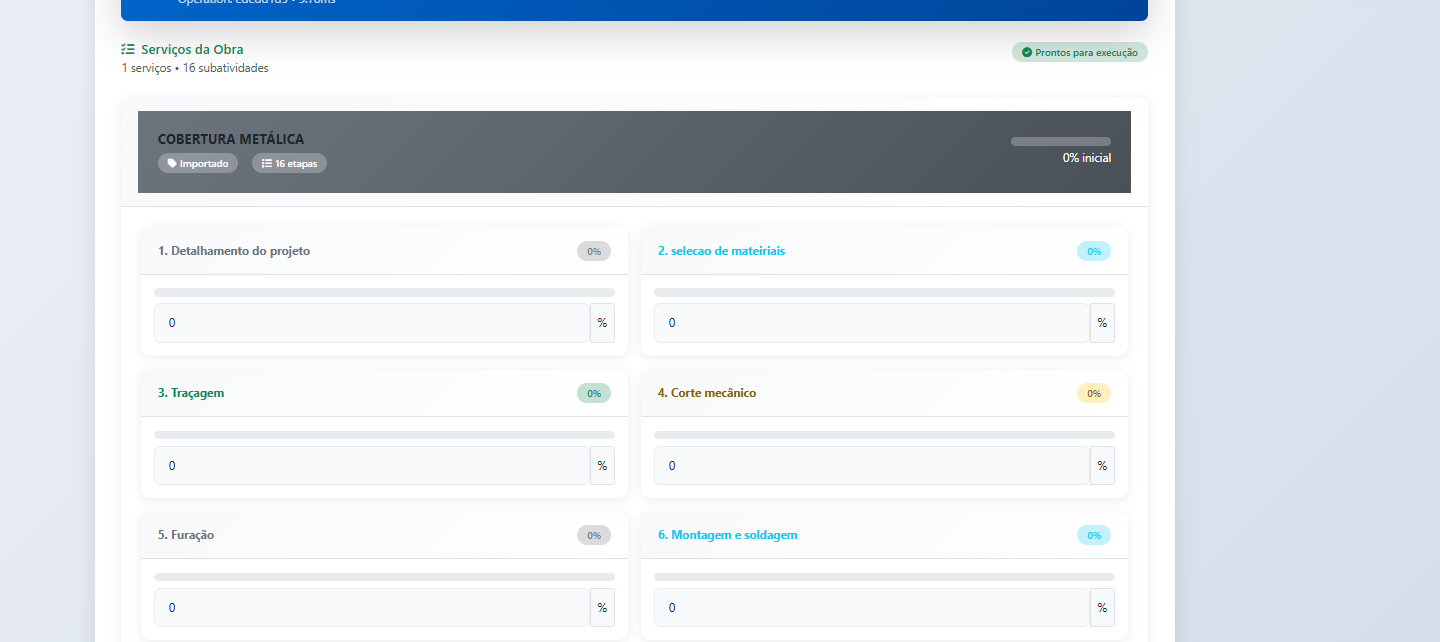 Serviços da Obra
1 serviços • 16 subatividades
Prontos para execução
COBERTURA METÁLICA
Importado
16 etapas
0% inicial
1. Detalhamento do projeto
0%
0
%
2. selecao de mateiriais
0%
0
%
3. Traçagem
0%
0
%
4. Corte mecânico
0%
0
%
5. Furação
0%
0
%
6. Montagem e soldagem
0%
0
%